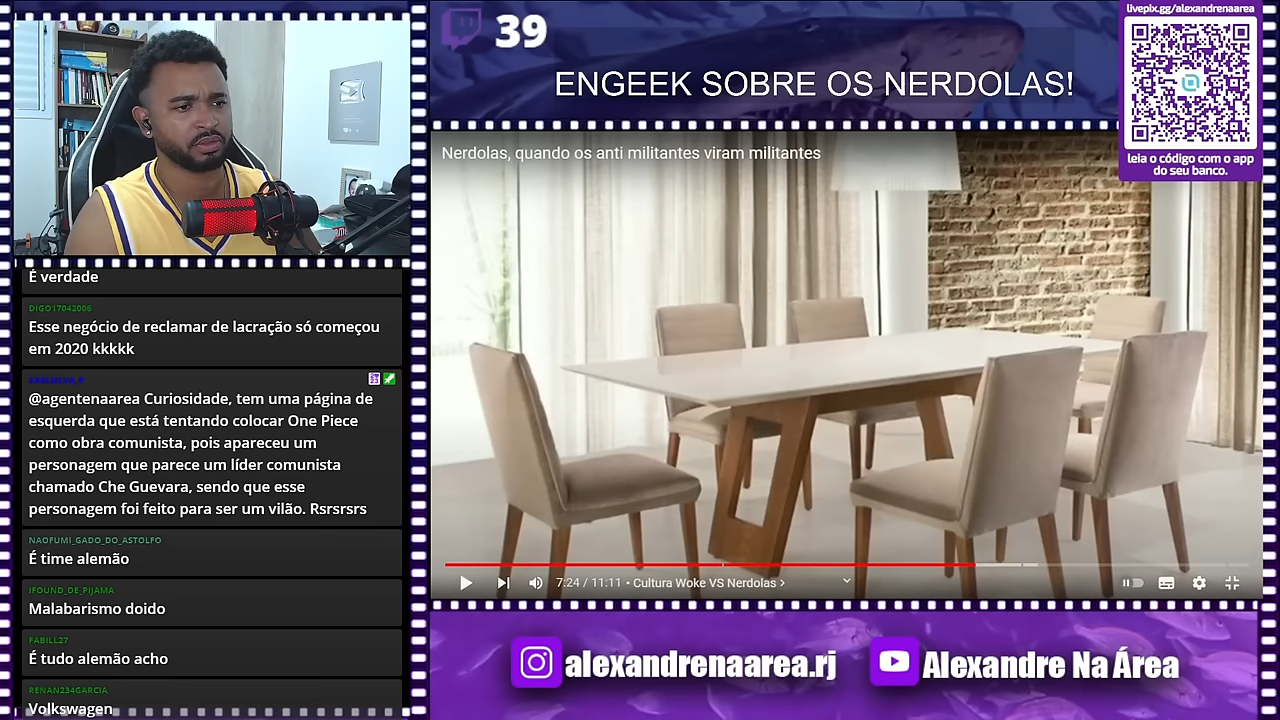 39
ENGEEK SOBRE OS NERDOLAS!
livepix.gg/alexandrenaarea
leia o código com o app
do seu banco.
Nerdolas, quando os anti militantes viram militantes
É verdade
DIGO17042006
Esse negócio de reclamar de lacração só começou
em 2020 kkkkk
@agentenaarea Curiosidade, tem uma página de
esquerda que está tentando colocar One Piece
como obra comunista, pois apareceu um
personagem que parece um líder comunista
chamado Che Guevara, sendo que esse
personagem foi feito para ser um vilão. Rsrsrsrs
NAOFUMI_GADO_DO_ASTOLFO
É time alemão
IFOUND_DE_PIJAMA
Malabarismo doido
FABILL27
É tudo alemão acho
RENAN234GARCIA
Volkswagen
7:24 / 11:11 • Cultura Woke VS Nerdolas
alexandrenaarea.rj
Alexandre Na Área